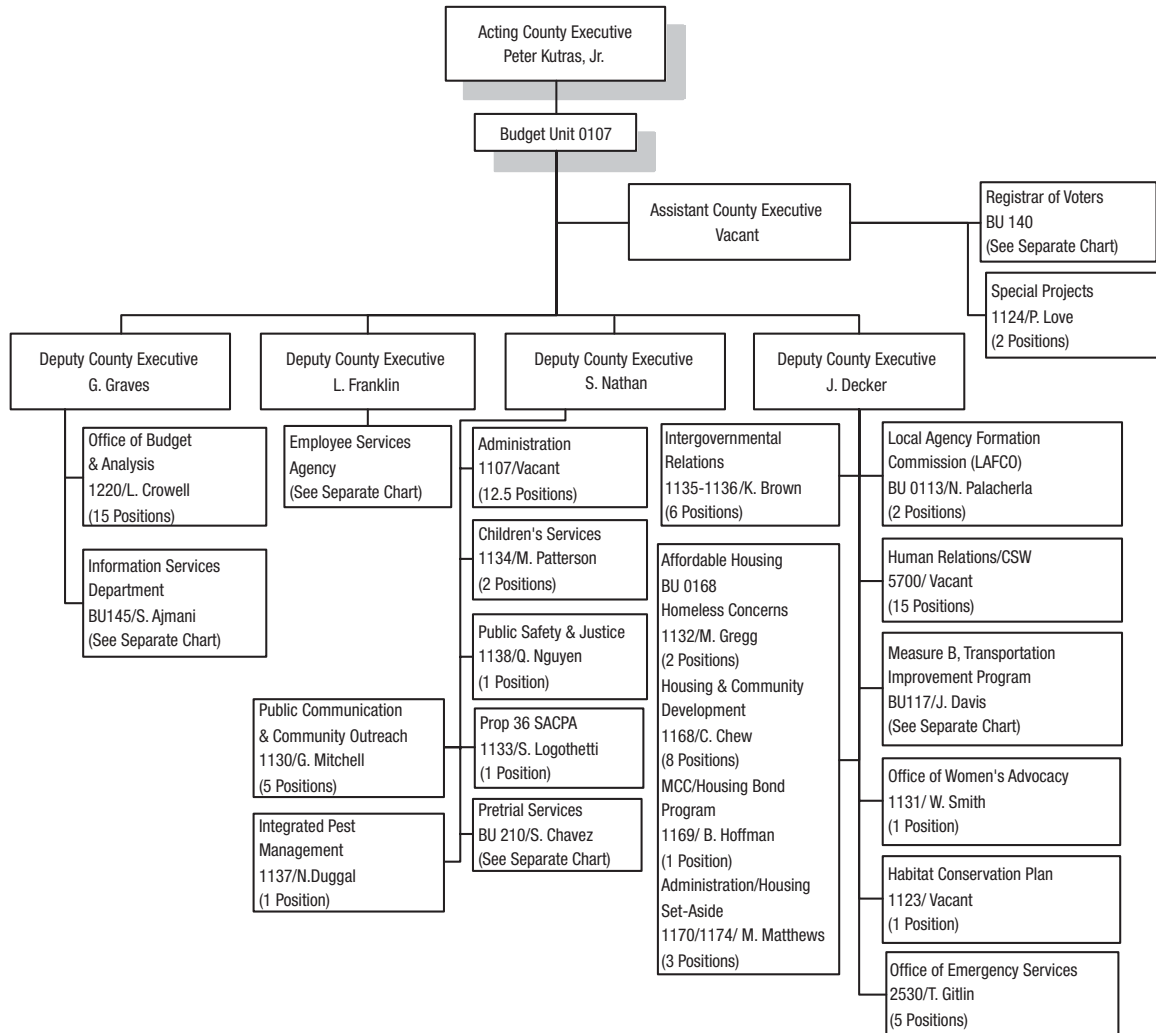 Acting County Executive
Peter Kutras, Jr.
Budget Unit 0107
Assistant County Executive
Vacant
Registrar of Voters
BU 140
(See Separate Chart)
Special Projects
1124/P. Love
(2 Positions)
Deputy County Executive
G. Graves
Deputy County Executive
L. Franklin
Deputy County Executive
S. Nathan
Deputy County Executive
J. Decker
Office of Budget
& Analysis
1220/L. Crowell
(15 Positions)
Information Services
Department
BU145/S. Ajmani
(See Separate Chart)
Employee Services
Agency
(See Separate Chart)
Administration
1107/Vacant
(12.5 Positions)
Children's Services
1134/M. Patterson
(2 Positions)
Public Safety & Justice
1138/Q. Nguyen
(1 Position)
Public Communication
& Community Outreach
1130/G. Mitchell
(5 Positions)
Prop 36 SACPA
1133/S. Logothetti
(1 Position)
Integrated Pest
Management
1137/N.Duggal
(1 Position)
Pretrial Services
BU 210/S. Chavez
(See Separate Chart)
Intergovernmental
Relations
1135-1136/K. Brown
(6 Positions)
Affordable Housing
BU 0168
Homeless Concerns
1132/M. Gregg
(2 Positions)
Housing & Community
Development
1168/C. Chew
(8 Positions)
MCC/Housing Bond
Program
1169/ B. Hoffman
(1 Position)
Administration/Housing
Set-Aside
1170/1174/ M. Matthews
(3 Positions)
Local Agency Formation
Commission (LAFCO)
BU 0113/N. Palacherla
(2 Positions)
Human Relations/CSW
5700/ Vacant
(15 Positions)
Measure B, Transportation
Improvement Program
BU117/J. Davis
(See Separate Chart)
Office of Women's Advocacy
1131/ W. Smith
(1 Position)
Habitat Conservation Plan
1123/ Vacant
(1 Position)
Office of Emergency Services
2530/T. Gitlin
(5 Positions)